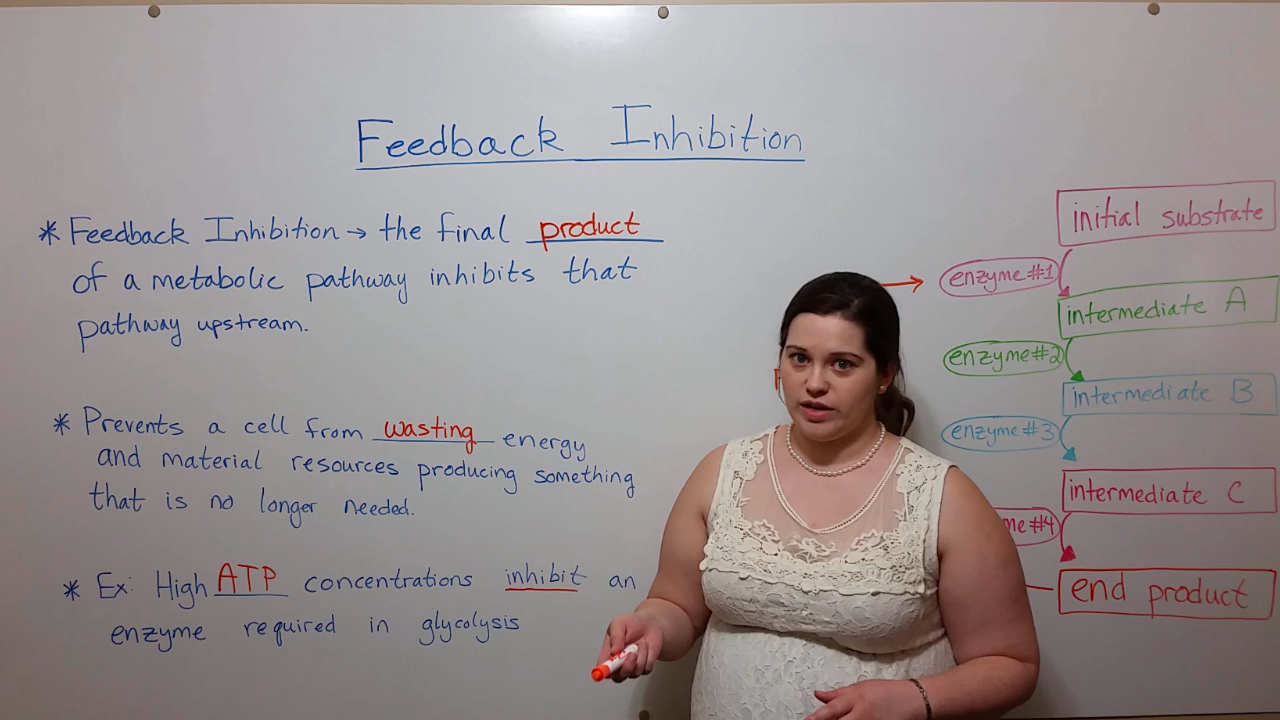 Feedback Inhibition
* Feedback Inhibition → the final product
of a metabolic pathway inhibits that
pathway upstream.
* Prevents a cell from wasting energy
and material resources producing something
that is no longer needed.
* Ex: High ATP concentrations inhibit an
enzyme required in glycolysis
initial substrate
enzyme #1
intermediate A
enzyme #2
intermediate B
enzyme #3
intermediate C
me #4
end product